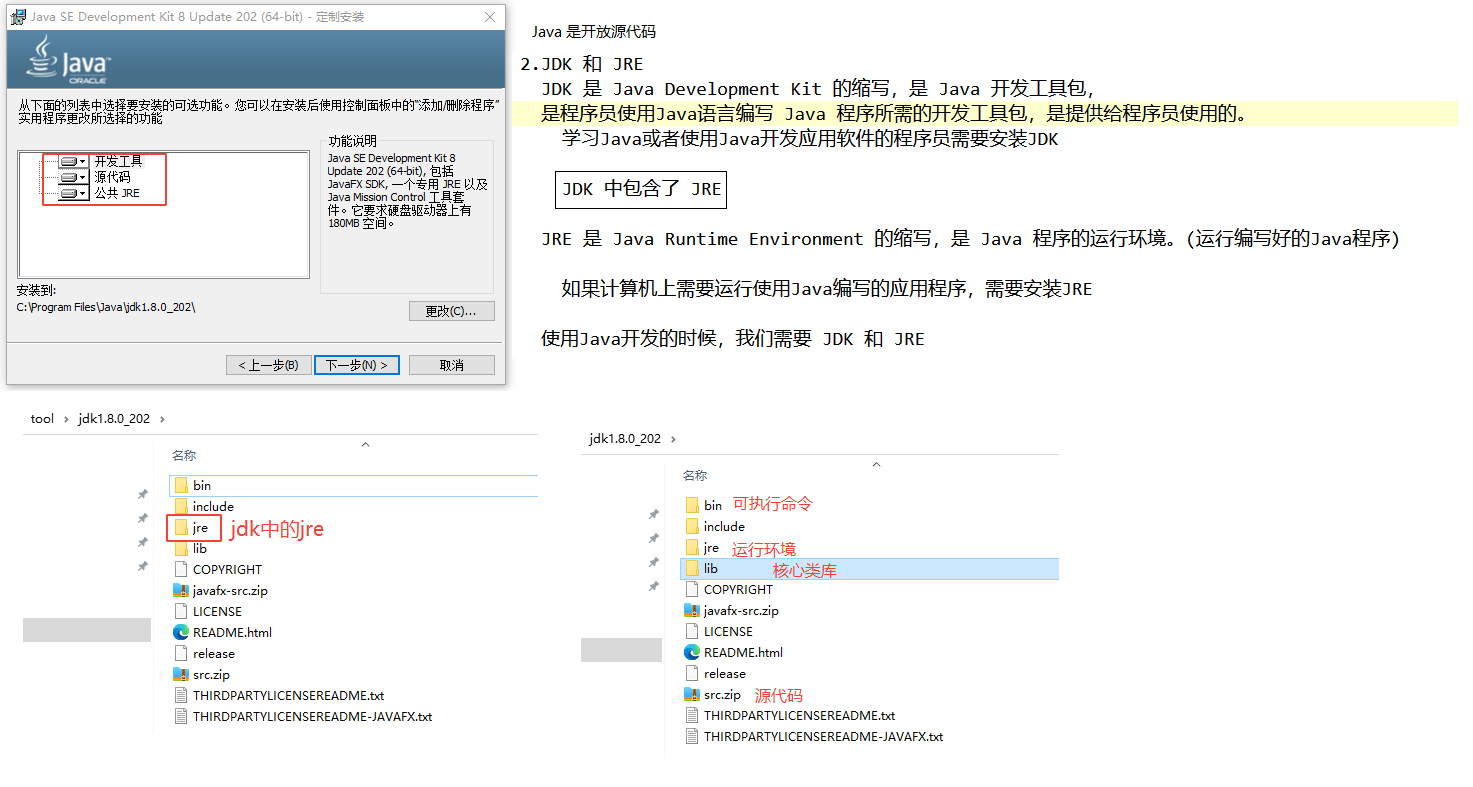 Java SE Development Kit 8 Update 202 (64-bit) - 定制安装
Java
ORACLE
从下面的列表中选择要安装的可选功能。您可以在安装后使用控制面板中的“添加/删除程序”
实用程序更改所选择的功能
开发工具
源代码
公共 JRE
功能说明
Java SE Development Kit 8
Update 202 (64-bit), 包括
JavaFX SDK, 一个专用 JRE 以及
Java Mission Control 工具套
件。它要求硬盘驱动器上有
180MB 空间。
安装到:
C:\Program Files\Java\jdk1.8.0_202\
更改(C)...
< 上一步(B)
下一步(N) >
取消
Java 是开放源代码
2.JDK 和 JRE
JDK 是 Java Development Kit 的缩写，是 Java 开发工具包，
是程序员使用Java语言编写 Java 程序所需的开发工具包，是提供给程序员使用的。
学习Java或者使用Java开发应用软件的程序员需要安装JDK
JDK 中包含了 JRE
JRE 是 Java Runtime Environment 的缩写，是 Java 程序的运行环境。(运行编写好的Java程序)
如果计算机上需要运行使用Java编写的应用程序，需要安装JRE
使用Java开发的时候，我们需要 JDK 和 JRE
tool › jdk1.8.0_202 ›
名称
bin
include
jre jdk中的jre
lib
COPYRIGHT
javafx-src.zip
LICENSE
README.html
release
src.zip
THIRDPARTYLICENSEREADME.txt
THIRDPARTYLICENSEREADME-JAVAFX.txt
jdk1.8.0_202 ›
名称
bin 可执行命令
include
jre 运行环境
lib 核心类库
COPYRIGHT
javafx-src.zip
LICENSE
README.html
release
src.zip 源代码
THIRDPARTYLICENSEREADME.txt
THIRDPARTYLICENSEREADME-JAVAFX.txt